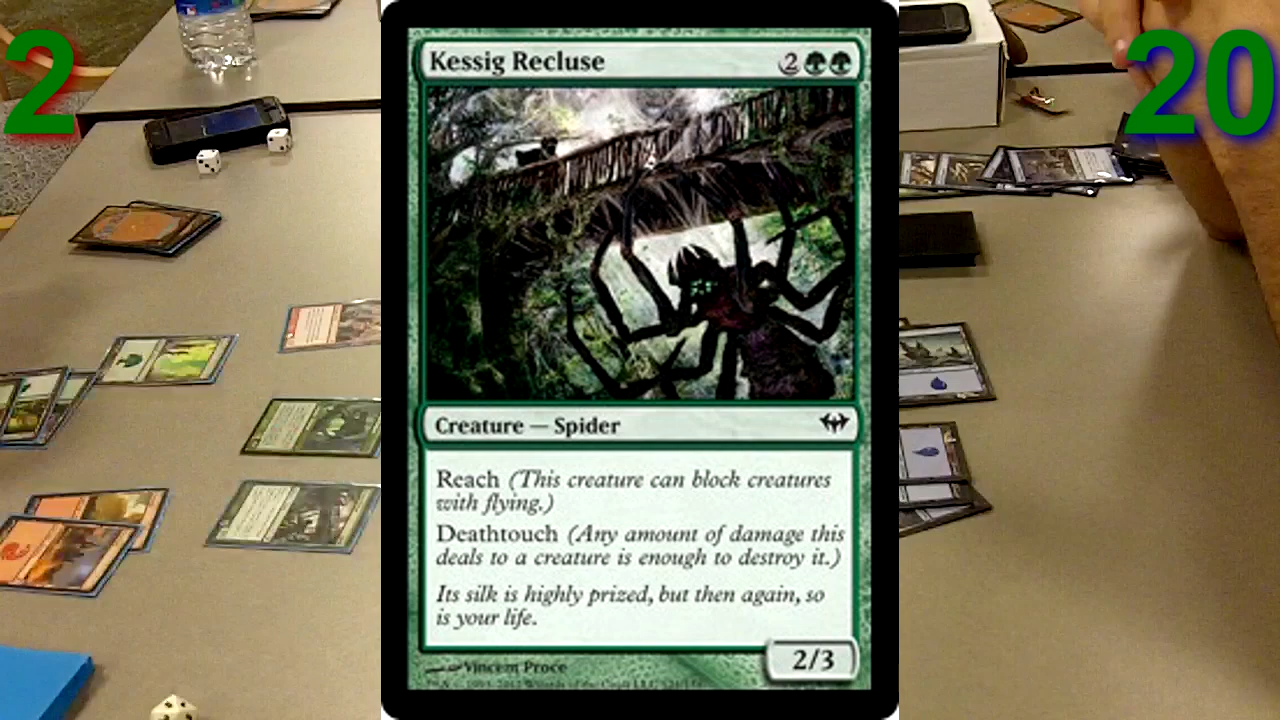 2
20
Kessig Recluse 2
Creature — Spider
Reach (This creature can block creatures
with flying.)
Deathtouch (Any amount of damage this
deals to a creature is enough to destroy it.)
Its silk is highly prized, but then again, so
is your life.
2/3
Vincent Proce